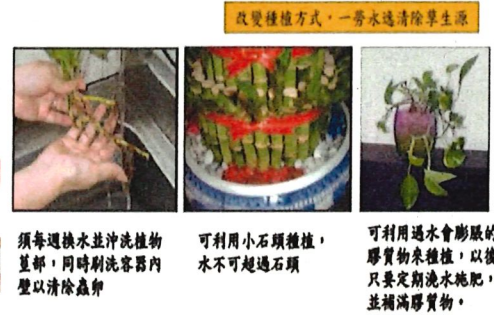 改變種植方式，一勞永逸清除孳生源
須每週換水並沖洗植物
莖部，同時刷洗容器內
壁以清除蟲卵
可利用小石頭種植，
水不可超過石頭
可利用遇水會膨脹的
膠質物來種植，以後
只要定期澆水施肥，
並補滿膠質物。